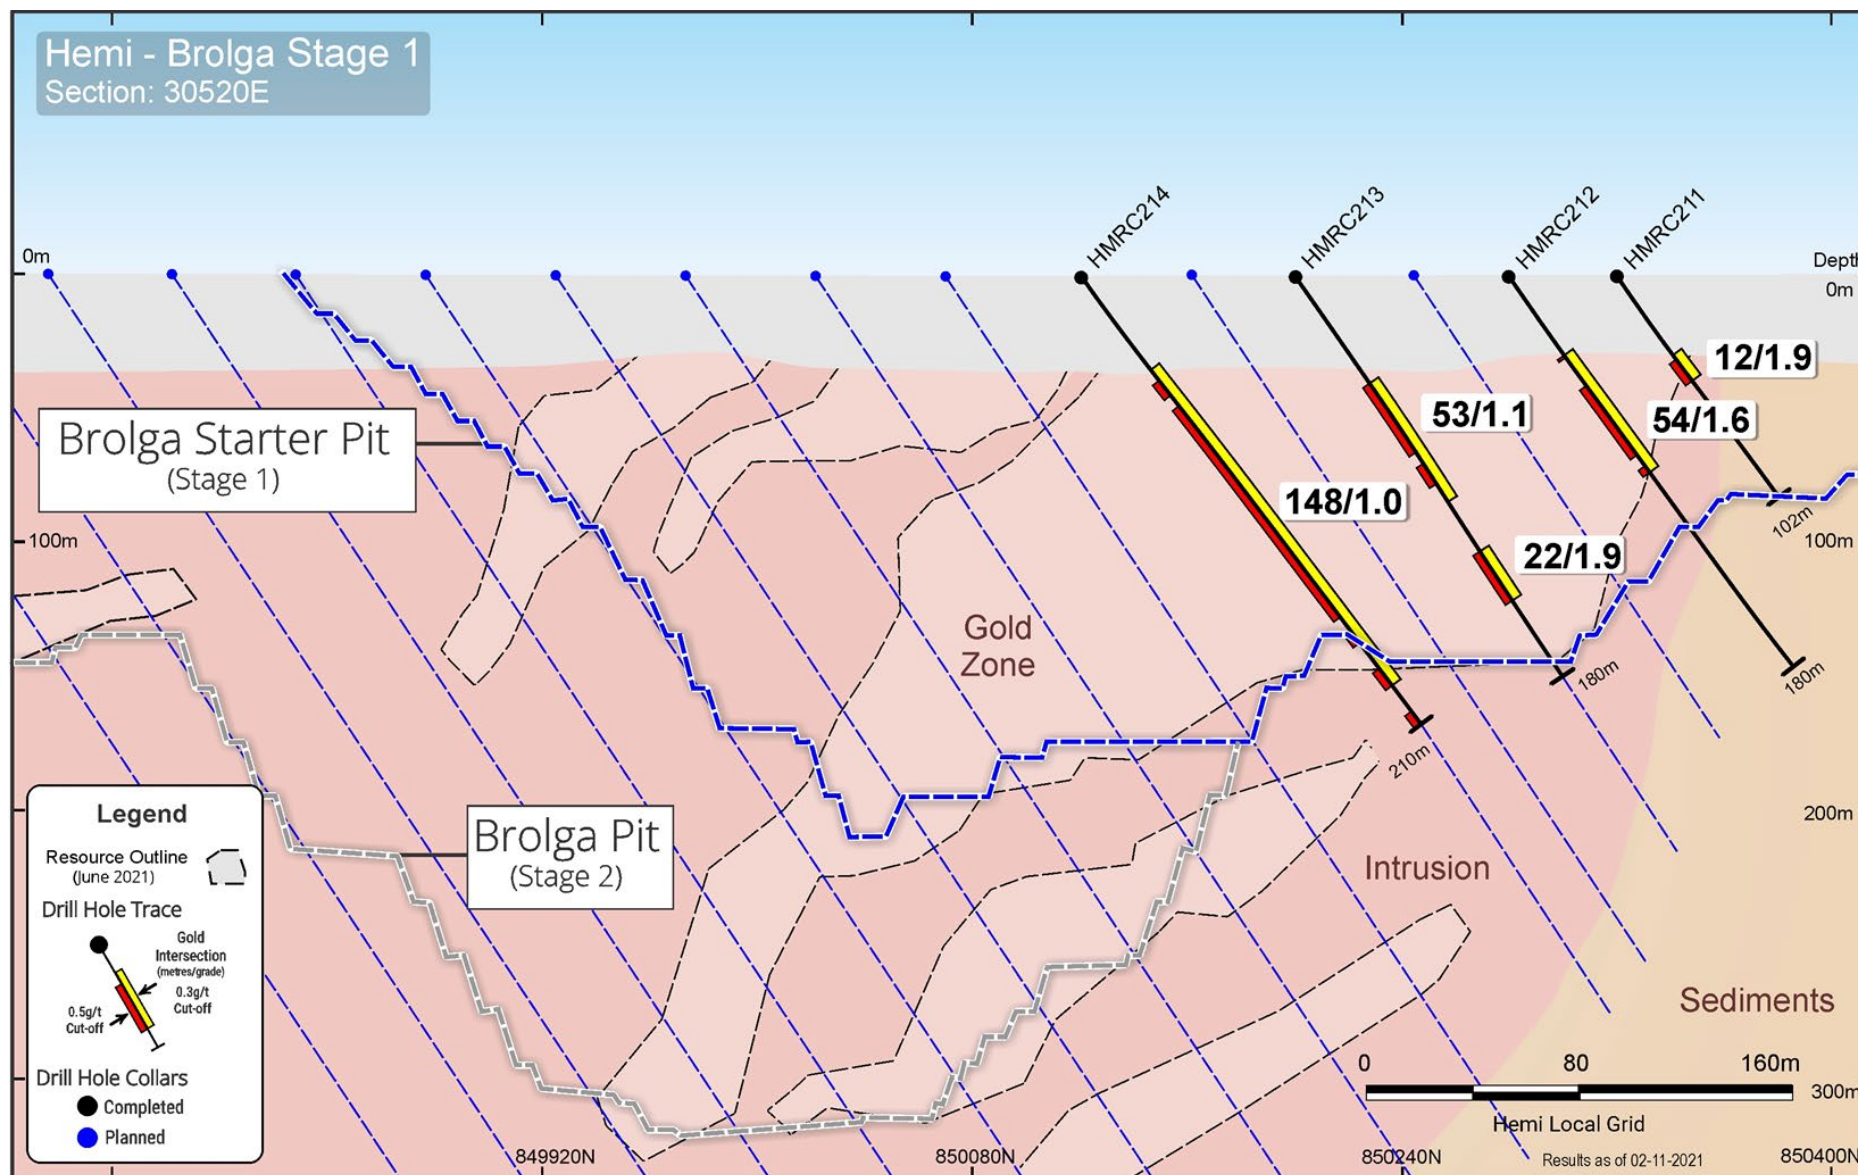 Hemi - Brolga Stage 1
Section: 30520E
HMRC214
HMRC213
HMRC212
HMRC211
0m
Depth
0m
12/1.9
54/1.6
53/1.1
148/1.0
22/1.9
Brolga Starter Pit
(Stage 1)
100m
102m
100m
Gold
Zone
180m
180m
210m
Brolga Pit
(Stage 2)
200m
Intrusion
Sediments
Legend
Resource Outline
(June 2021)
Drill Hole Trace
Gold
Intersection
(metres/grade)
0.3g/t
Cut-off
0.5g/t
Cut-off
Drill Hole Collars
Completed
Planned
0 80 160m
300m
Hemi Local Grid
849920N
850080N
850240N
850400N
Results as of 02-11-2021